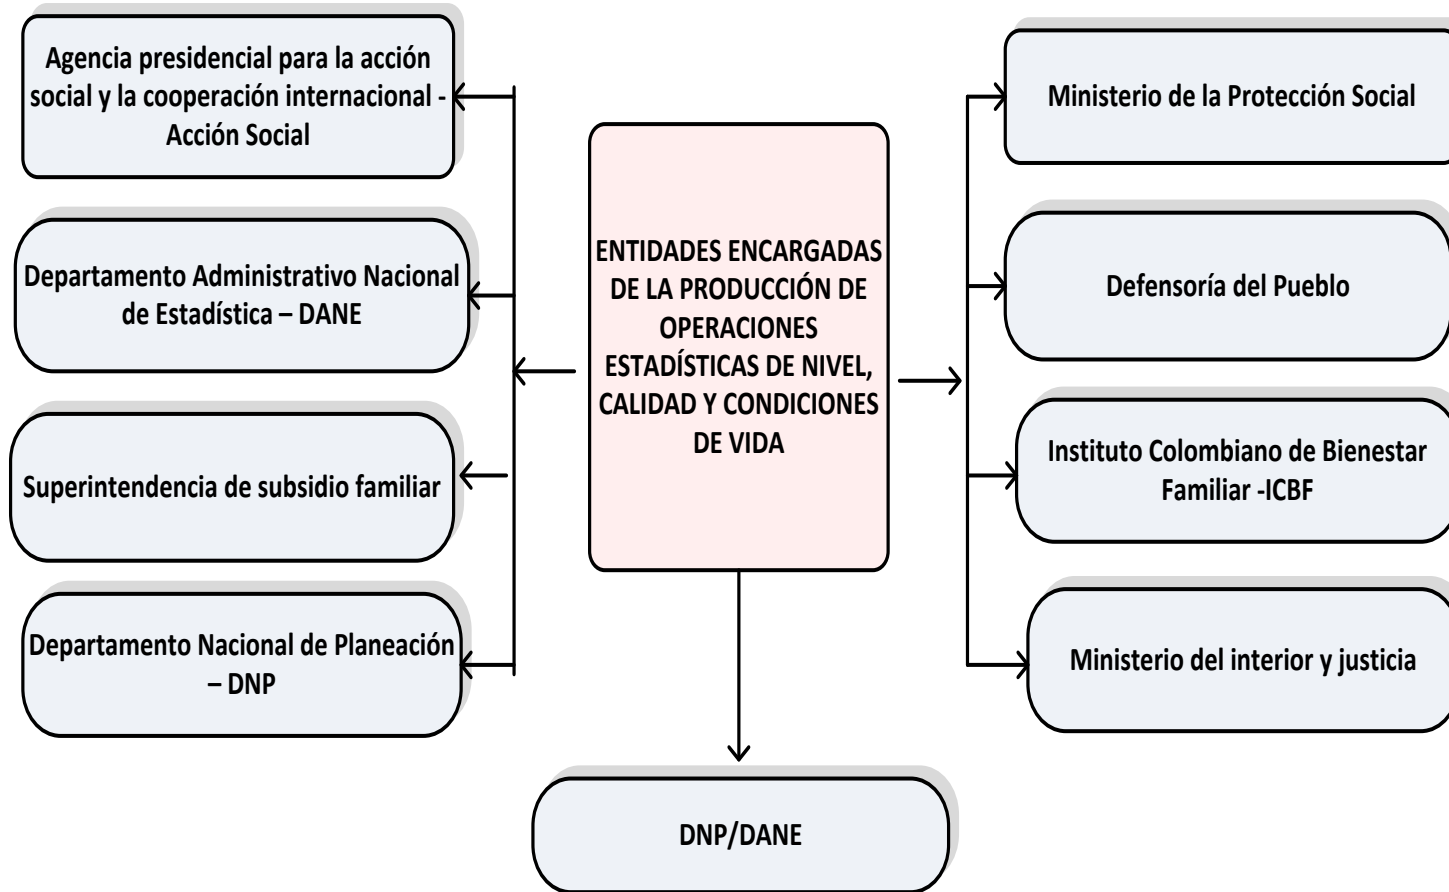 Agencia presidencial para la acción
social y la cooperación internacional -
Acción Social
Departamento Administrativo Nacional
de Estadística – DANE
Superintendencia de subsidio familiar
Departamento Nacional de Planeación
– DNP
ENTIDADES ENCARGADAS
DE LA PRODUCCIÓN DE
OPERACIONES
ESTADÍSTICAS DE NIVEL,
CALIDAD Y CONDICIONES
DE VIDA
Ministerio de la Protección Social
Defensoría del Pueblo
Instituto Colombiano de Bienestar
Familiar -ICBF
Ministerio del interior y justicia
DNP/DANE